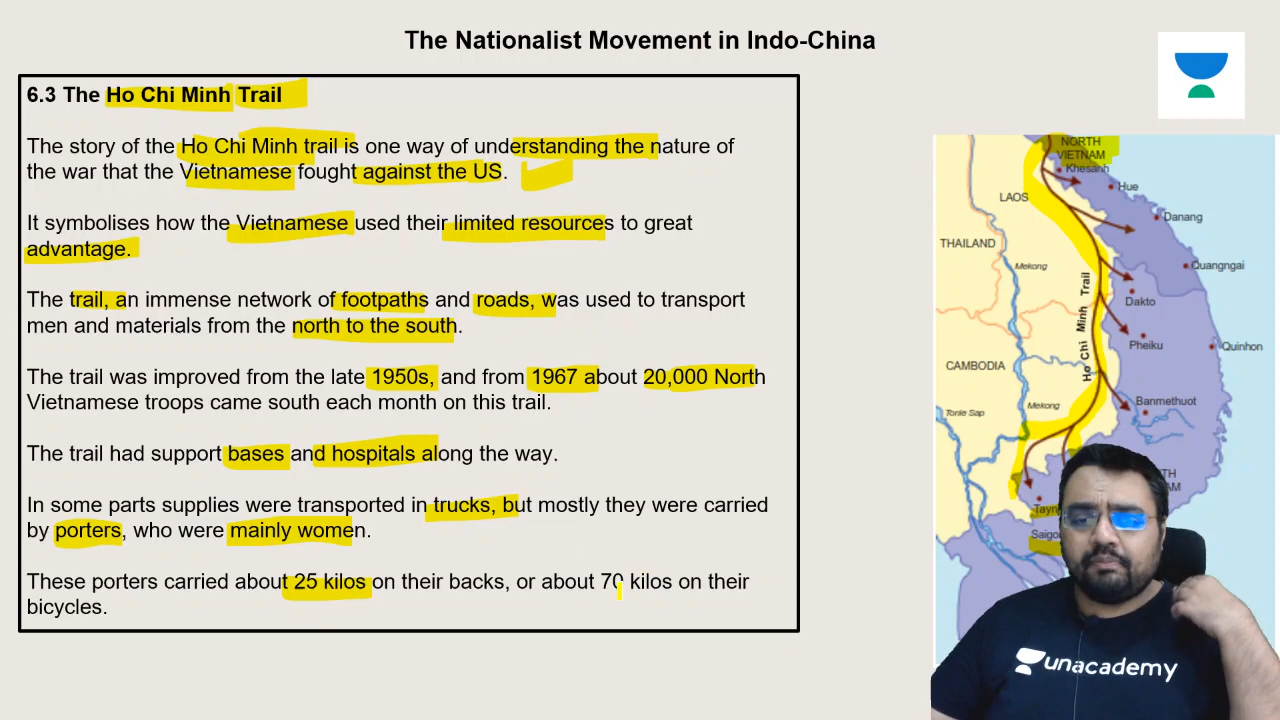 The Nationalist Movement in Indo-China
6.3 The Ho Chi Minh Trail
The story of the Ho Chi Minh trail is one way of understanding the nature of
the war that the Vietnamese fought against the US.
It symbolises how the Vietnamese used their limited resources to great
advantage.
The trail, an immense network of footpaths and roads, was used to transport
men and materials from the north to the south.
The trail was improved from the late 1950s, and from 1967 about 20,000 North
Vietnamese troops came south each month on this trail.
The trail had support bases and hospitals along the way.
In some parts supplies were transported in trucks, but mostly they were carried
by porters, who were mainly women.
These porters carried about 25 kilos on their backs, or about 70 kilos on their
bicycles.
NORTH
VIETNAM
Khesanh
Hue
LAOS
Danang
THAILAND
Mekong
Quangngai
Dakto
Ho Chi Minh Trail
Pheiku
Quinhon
CAMBODIA
Banmethuot
Mekong
Tonle Sap
unacademy